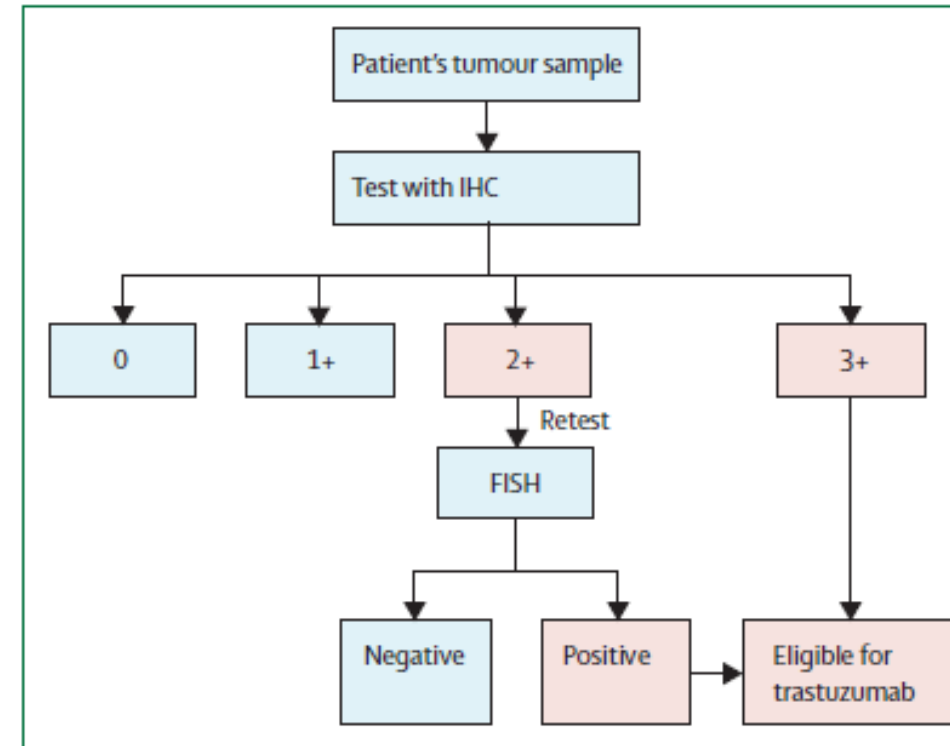 Patient's tumour sample
Test with IHC
0
1+
2+
3+
Retest
FISH
Negative
Positive
Eligible for
trastuzumab